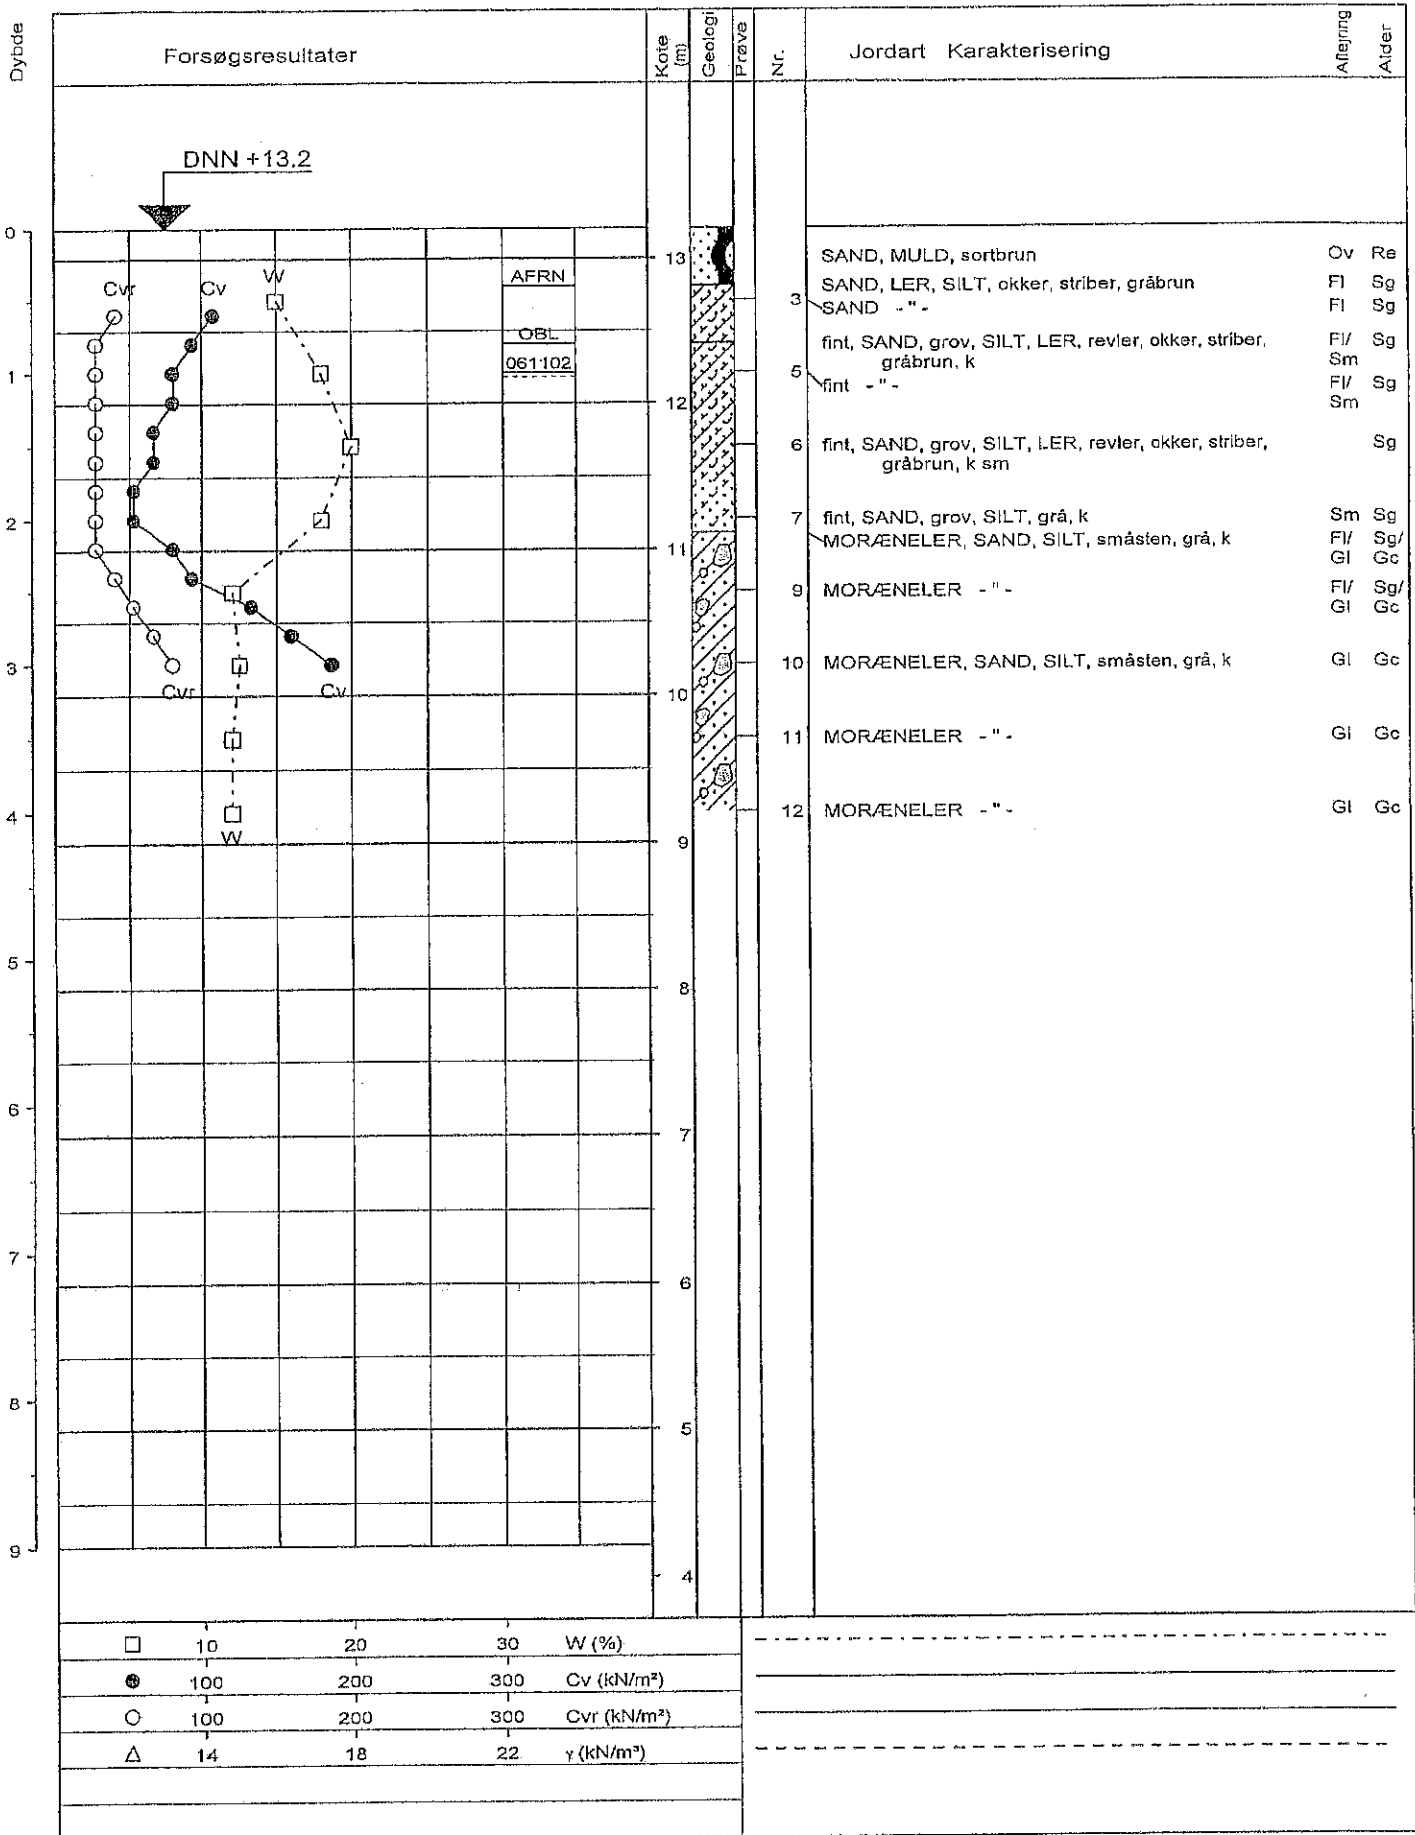 Dybde
Forsøgsresultater
Kote (m)
Geologi
Prøve
Nr.
Jordart Karakterisering
Aflejring
Alder
DNN +13.2
0
13
SAND, MULD, sortbrun Ov Re
Cvr Cv W AFRN
SAND, LER, SILT, okker, striber, gråbrun Fl Sg
3 SAND -"- Fl Sg
OBL
fint, SAND, grov, SILT, LER, revler, okker, striber, Fl/ Sg
gråbrun, k Sm
1
061102
5 fint -"- Fl/ Sg
Sm
12
6 fint, SAND, grov, SILT, LER, revler, okker, striber, Sg
gråbrun, k sm
2
7 fint, SAND, grov, SILT, grå, k Sm Sg
MORÆNELER, SAND, SILT, småsten, grå, k Fl/ Sg/
Gl Gc
11
9 MORÆNELER -"- Fl/ Sg/
Gl Gc
3
10 MORÆNELER, SAND, SILT, småsten, grå, k Gl Gc
Cvr Cv
10
11 MORÆNELER -"- Gl Gc
4
12 MORÆNELER -"- Gl Gc
W
9
5
8
6
7
7
6
8
5
9
4
10 20 30 W (%)
100 200 300 Cv (kN/m²)
100 200 300 Cvr (kN/m²)
14 18 22 γ (kN/m³)